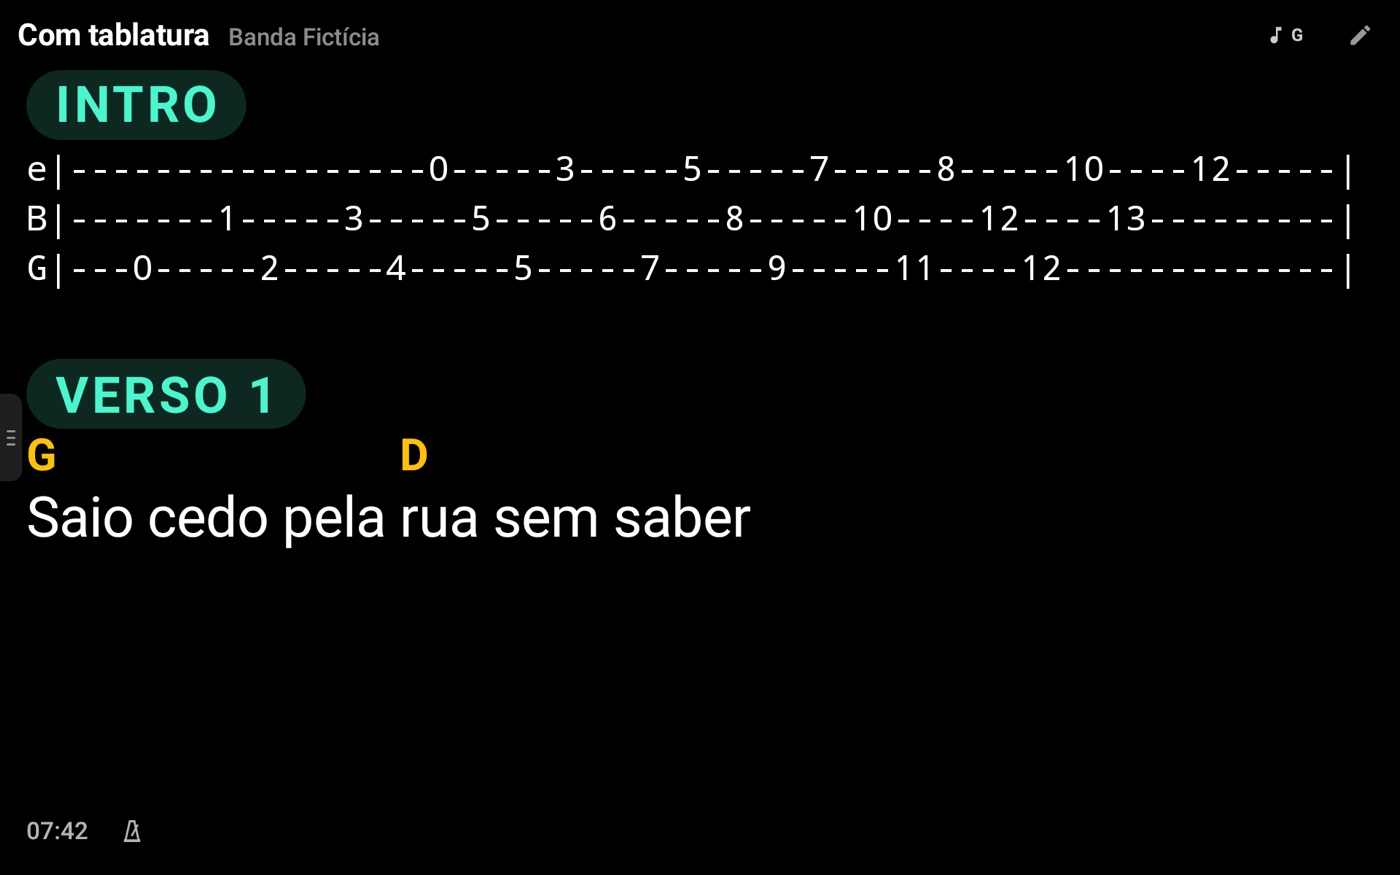 Com tablatura Banda Fictícia G
INTRO
e|-----------------0-----3-----5-----7-----8-----10----12-----|
B|-------1-----3-----5-----6-----8-----10----12----13---------|
G|---0-----2-----4-----5-----7-----9-----11----12-------------|
VERSO 1
G D
Saio cedo pela rua sem saber
07:42